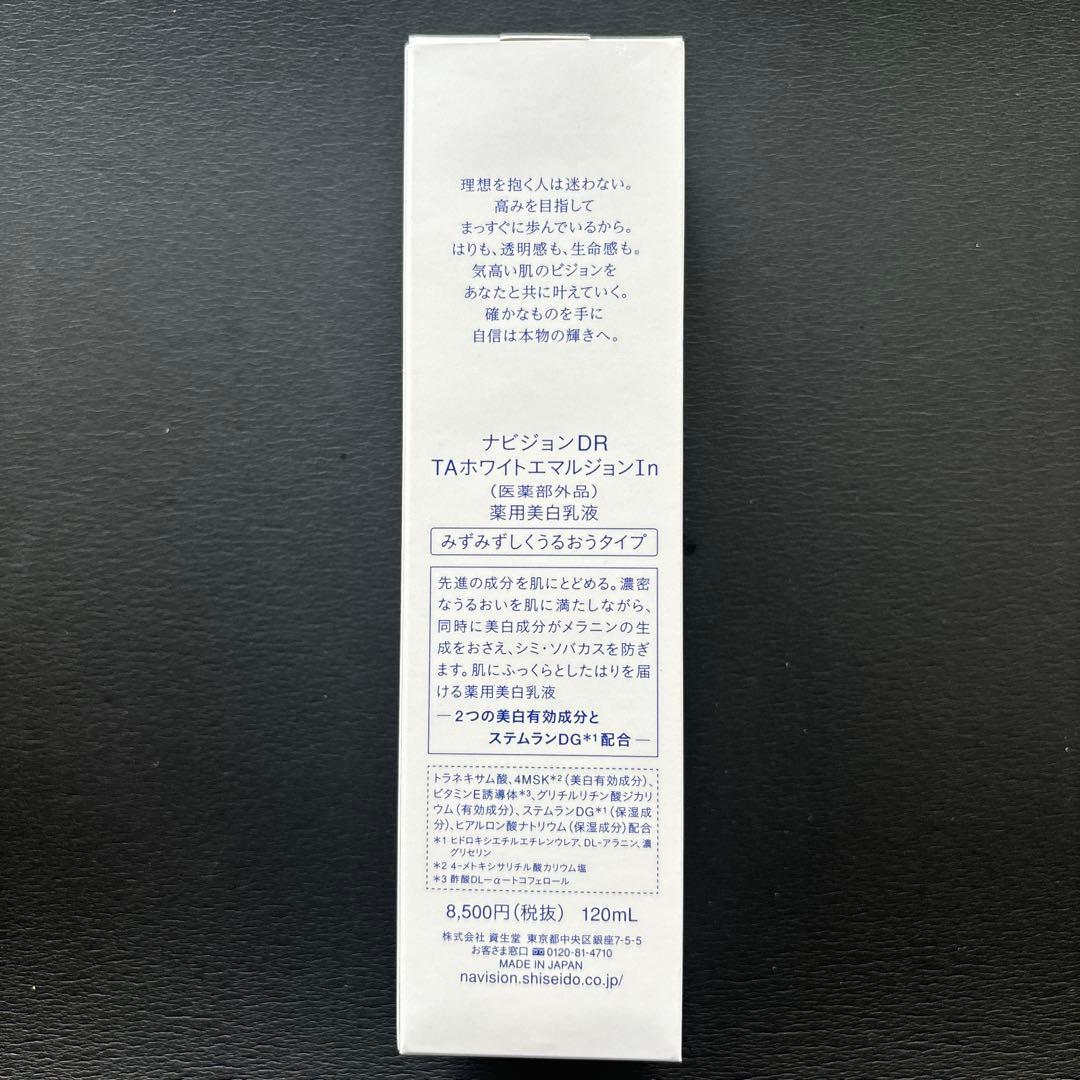 理想を抱く人は迷わない。
高みを目指して
まっすぐに歩んでいるから。
はりも、透明感も、生命感も。
気高い肌のビジョンを
あなたと共に叶えていく。
確かなものを手に
自信は本物の輝きへ。
ナビジョンDR
TAホワイトエマルジョンIn
(医薬部外品)
薬用美白乳液
みずみずしくうるおうタイプ
先進の成分を肌にとどめる。濃密
なうるおいを肌に満たしながら、
同時に美白成分がメラニンの生
成をおさえ、シミ・ソバカスを防ぎ
ます。肌にふっくらとしたはりを届
ける薬用美白乳液
―2つの美白有効成分と
ステムランDG*1配合―
トラネキサム酸、4MSK*2(美白有効成分)、
ビタミンE誘導体*3、グリチルリチン酸ジカリ
ウム(有効成分)、ステムランDG*1(保湿成
分)、ヒアルロン酸ナトリウム(保湿成分)配合
*1 ヒドロキシエチルエチレンウレア、DL-アラニン、濃
グリセリン
*2 4-メトキシサリチル酸カリウム塩
*3 酢酸DL-α-トコフェロール
8,500円(税抜) 120mL
株式会社 資生堂 東京都中央区銀座7-5-5
お客さま窓口 0120-81-4710
MADE IN JAPAN
navision.shiseido.co.jp/